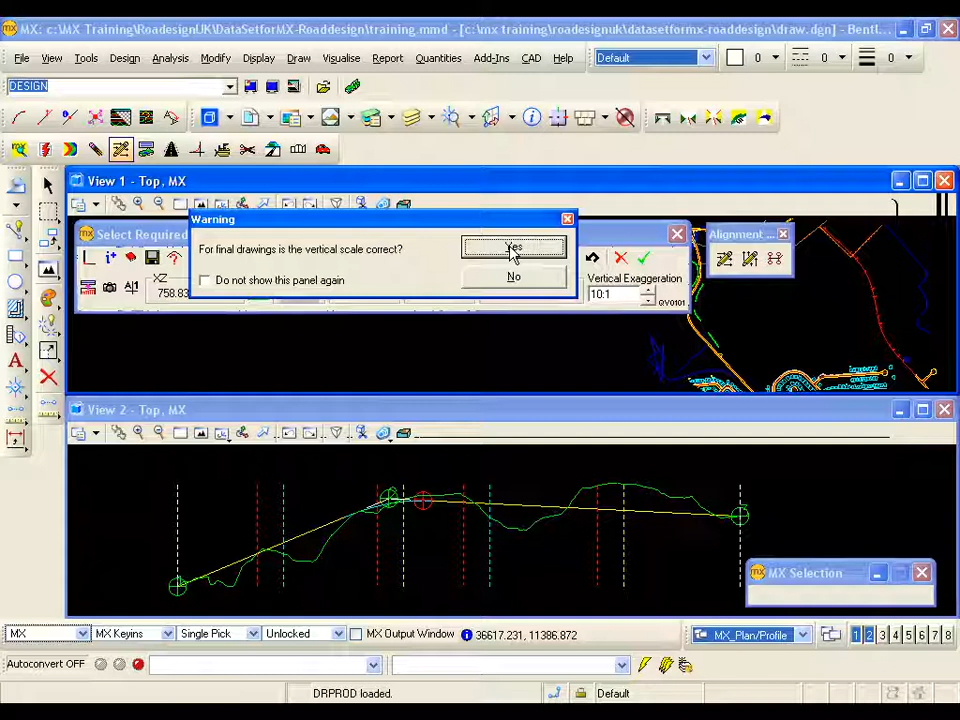 MX: c:\MX Training\RoadesignUK\DataSetforMX-Roaddesign\training.mmd - [c:\mx training\roadesignuk\datasetformx-roaddesign\draw.dgn] - Bentl...
File View Tools Design Analysis Modify Display Draw Visualise Report Quantities Add-Ins CAD Help Default 0 0 0
DESIGN
View 1 - Top, MX
Warning
For final drawings is the vertical scale correct?
Yes
Do not show this panel again
No
Select Required
Alignment ...
XZ
758.83
Vertical Exaggeration
10:1
QV0101
View 2 - Top, MX
MX Selection
MX MX Keyins Single Pick Unlocked MX Output Window 36617.231, 11386.872 MX_Plan/Profile 1 2 3 4 5 6 7 8
Autoconvert OFF
DRPROD loaded. Default